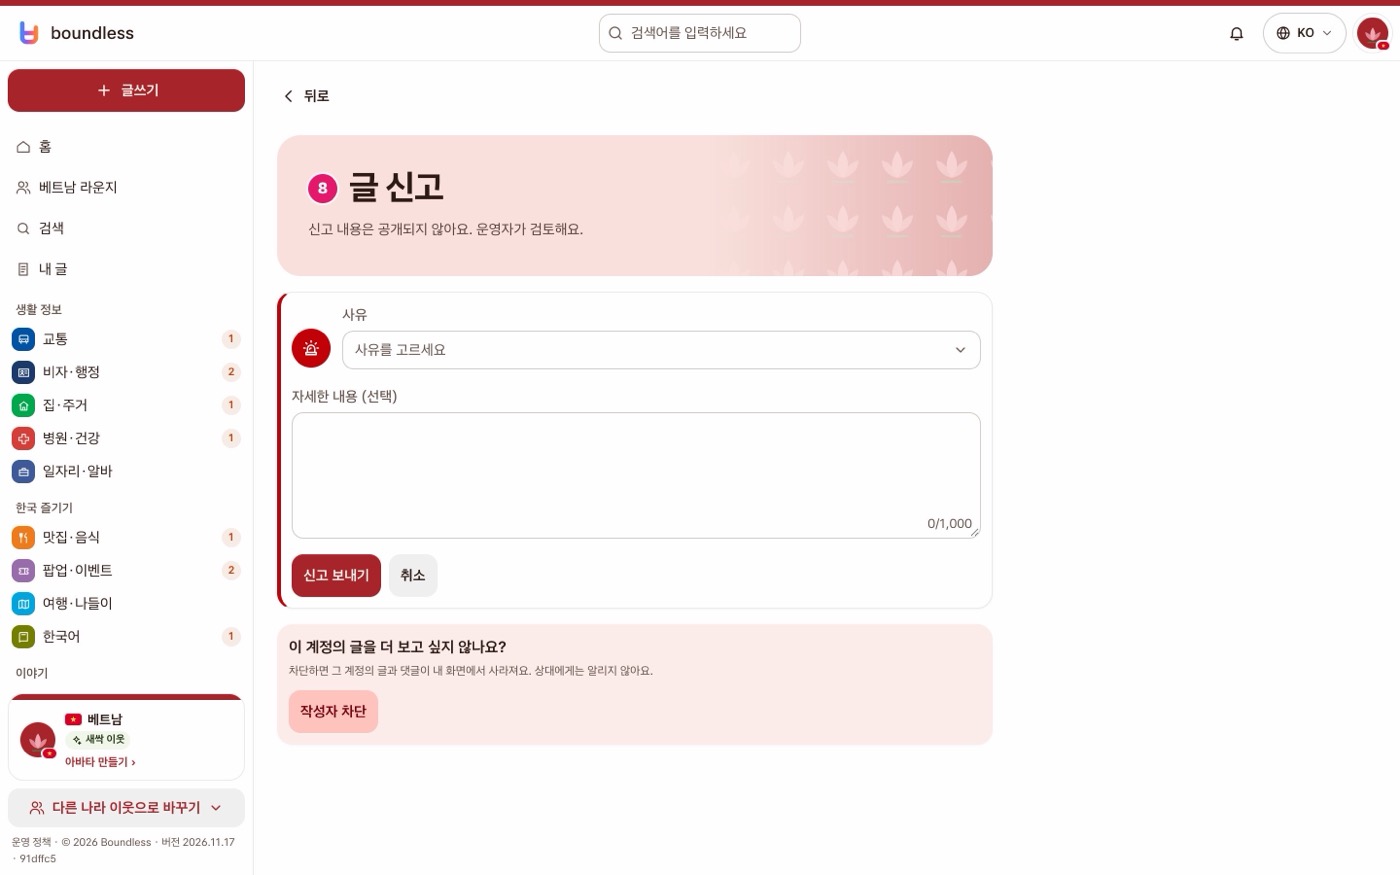 boundless
검색어를 입력하세요
KO
글쓰기
홈
베트남 라운지
검색
내 글
생활 정보
교통 1
비자·행정 2
집·주거 1
병원·건강 1
일자리·알바
한국 즐기기
맛집·음식 1
팝업·이벤트 2
여행·나들이
한국어 1
이야기
베트남
새싹 이웃
아바타 만들기 ›
다른 나라 이웃으로 바꾸기
운영 정책 · © 2026 Boundless · 버전 2026.11.17
· 91dffc5
뒤로
8 글 신고
신고 내용은 공개되지 않아요. 운영자가 검토해요.
사유
사유를 고르세요
자세한 내용 (선택)
0/1,000
신고 보내기 취소
이 계정의 글을 더 보고 싶지 않나요?
차단하면 그 계정의 글과 댓글이 내 화면에서 사라져요. 상대에게는 알리지 않아요.
작성자 차단